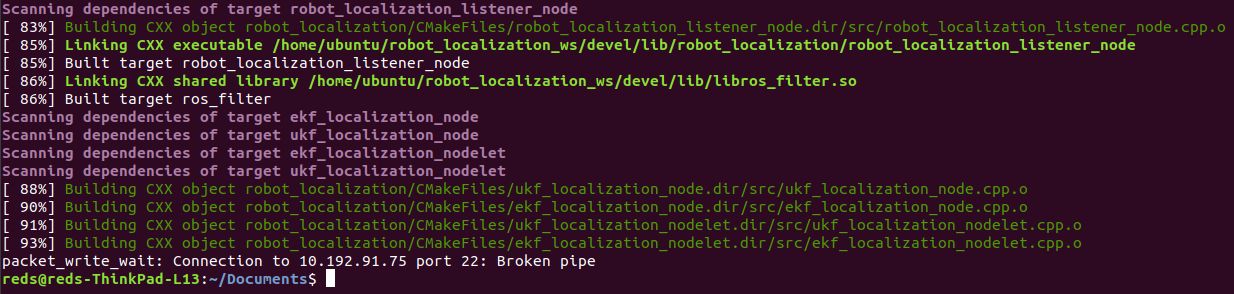 Scanning dependencies of target robot_localization_listener_node
[ 83%] Building CXX object robot_localization/CMakeFiles/robot_localization_listener_node.dir/src/robot_localization_listener_node.cpp.o
[ 85%] Linking CXX executable /home/ubuntu/robot_localization_ws/devel/lib/robot_localization/robot_localization_listener_node
[ 85%] Built target robot_localization_listener_node
[ 86%] Linking CXX shared library /home/ubuntu/robot_localization_ws/devel/lib/libros_filter.so
[ 86%] Built target ros_filter
Scanning dependencies of target ekf_localization_node
Scanning dependencies of target ukf_localization_node
Scanning dependencies of target ekf_localization_nodelet
Scanning dependencies of target ukf_localization_nodelet
[ 88%] Building CXX object robot_localization/CMakeFiles/ukf_localization_node.dir/src/ukf_localization_node.cpp.o
[ 90%] Building CXX object robot_localization/CMakeFiles/ekf_localization_node.dir/src/ekf_localization_node.cpp.o
[ 91%] Building CXX object robot_localization/CMakeFiles/ukf_localization_nodelet.dir/src/ukf_localization_nodelet.cpp.o
[ 93%] Building CXX object robot_localization/CMakeFiles/ekf_localization_nodelet.dir/src/ekf_localization_nodelet.cpp.o
packet_write_wait: Connection to 10.192.91.75 port 22: Broken pipe
reds@reds-ThinkPad-L13:~/Documents$